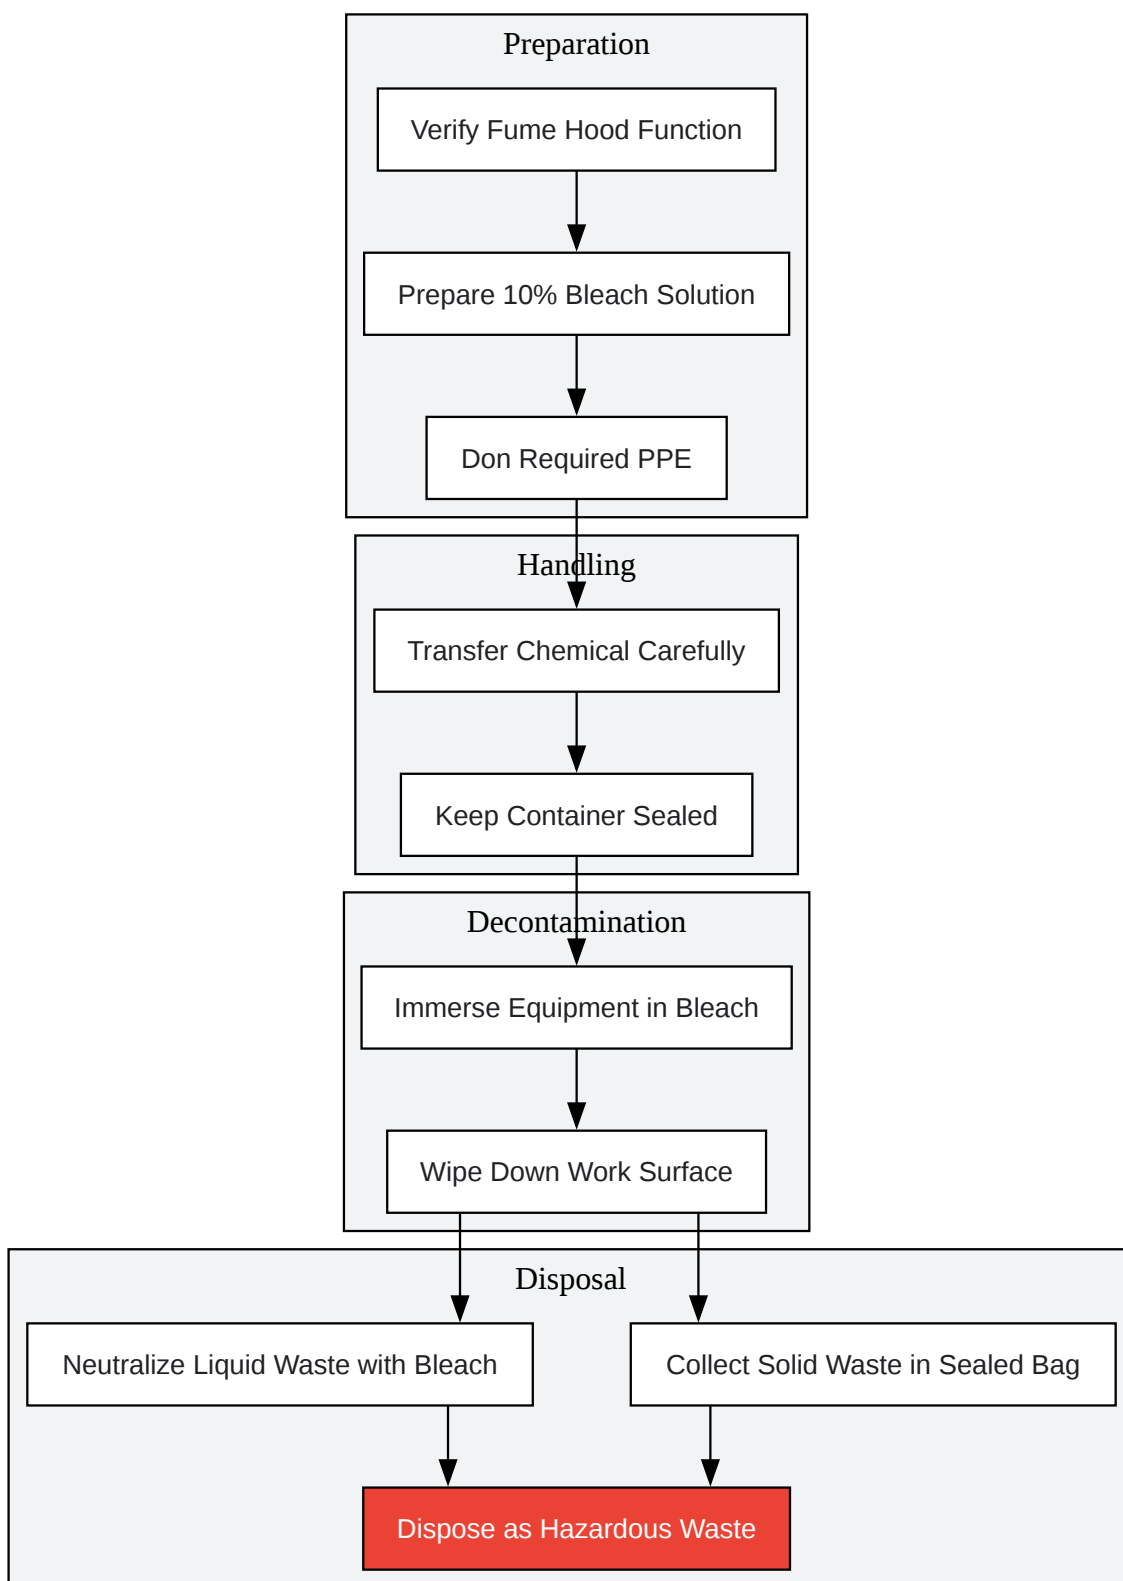 Preparation
Verify Fume Hood Function
Prepare 10% Bleach Solution
Don Required PPE
Handling
Transfer Chemical Carefully
Keep Container Sealed
Decontamination
Immerse Equipment in Bleach
Wipe Down Work Surface
Disposal
Neutralize Liquid Waste with Bleach
Collect Solid Waste in Sealed Bag
Dispose as Hazardous Waste